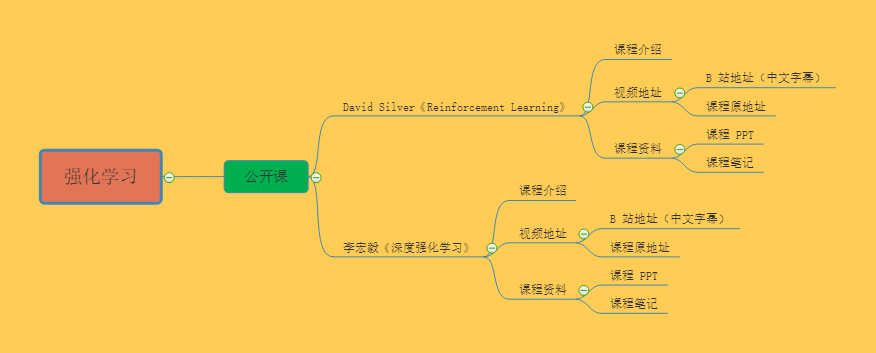 强化学习
公开课
David Silver《Reinforcement Learning》
课程介绍
视频地址
B 站地址（中文字幕）
课程原地址
课程资料
课程 PPT
课程笔记
李宏毅《深度强化学习》
课程介绍
视频地址
B 站地址（中文字幕）
课程原地址
课程资料
课程 PPT
课程笔记